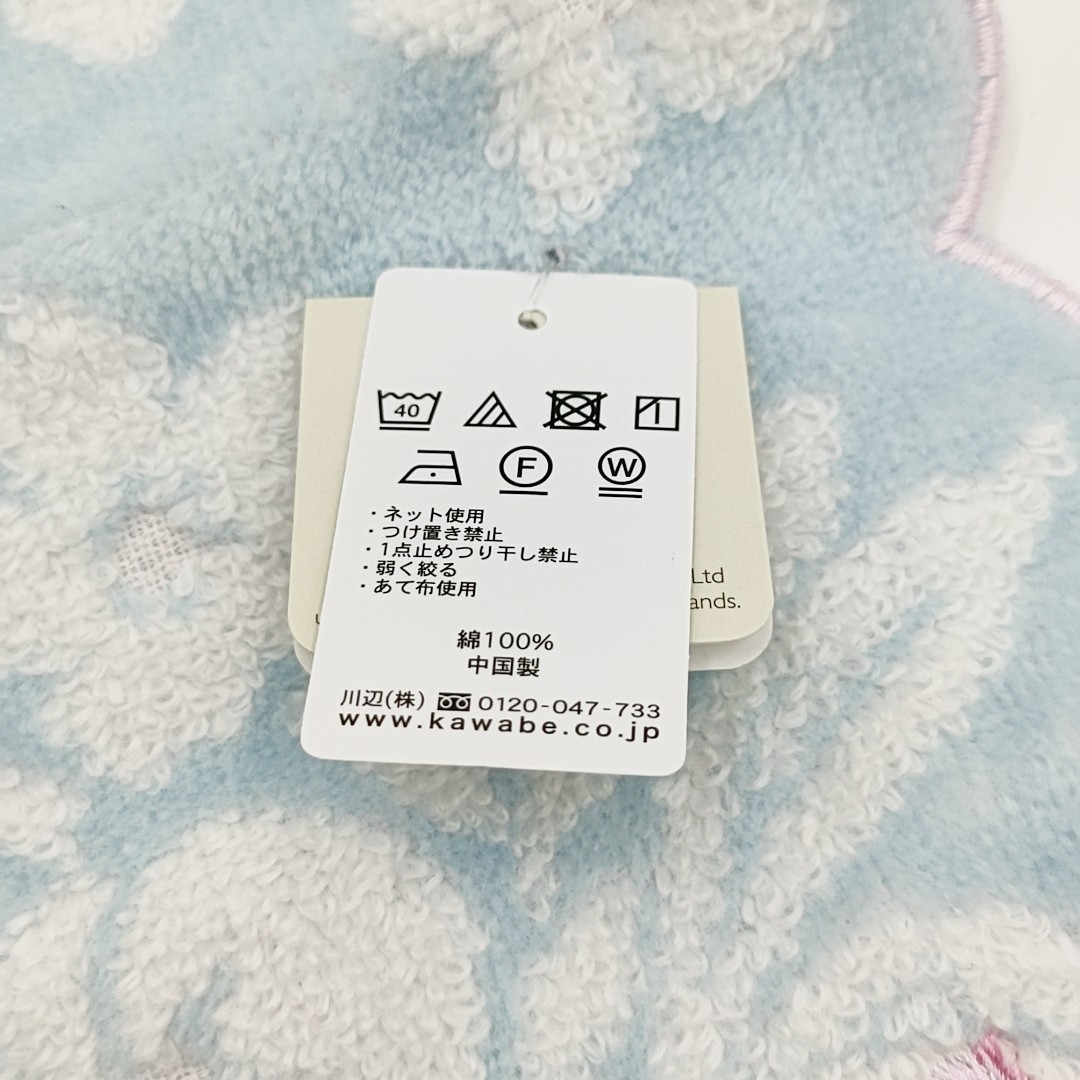 40
F W
・ネット使用
・つけ置き禁止
・1点止めつり干し禁止
・弱く絞る
・あて布使用
Ltd
ands.
綿100%
中国製
川辺(株) 0120-047-733
www.kawabe.co.jp